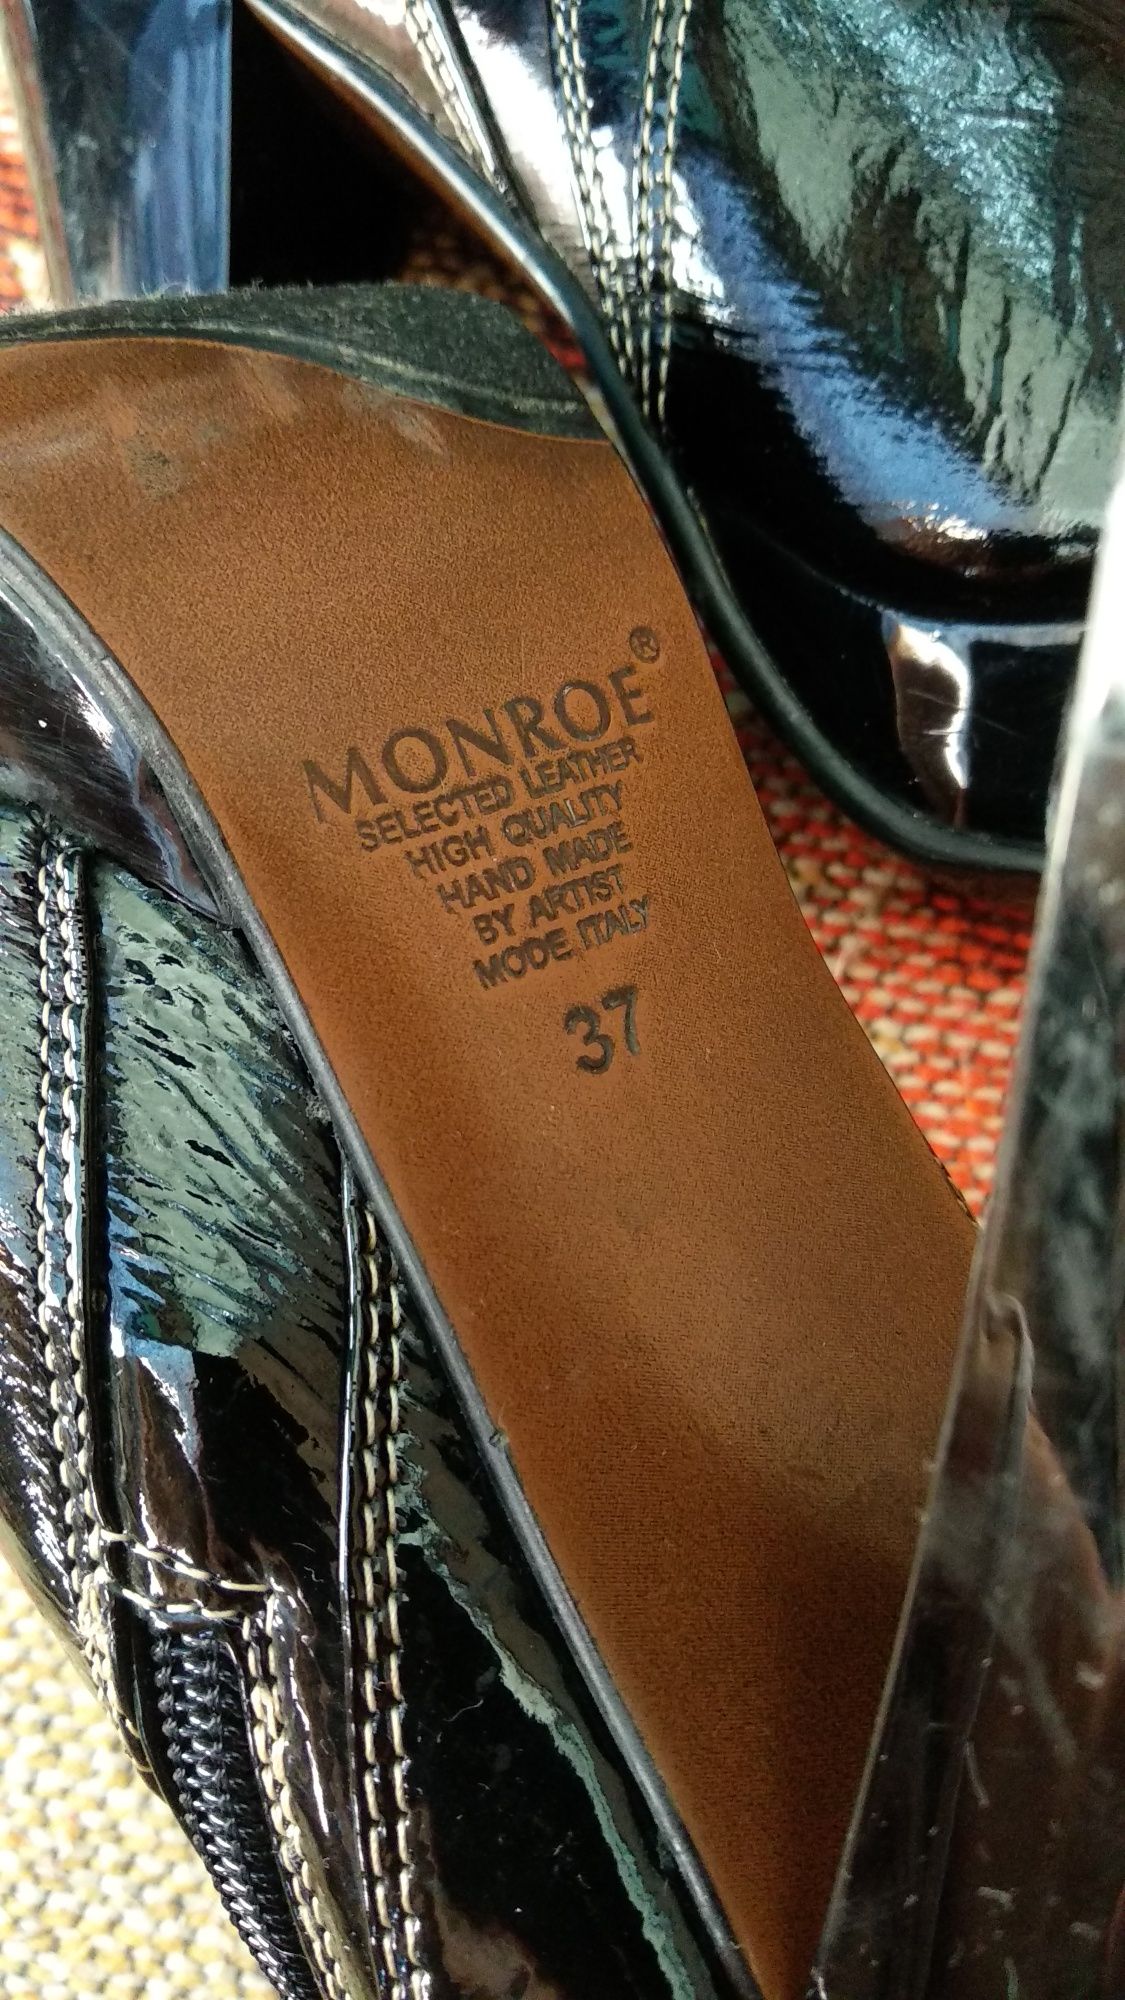 MONROE®
SELECTED LEATHER
HIGH QUALITY
HAND MADE
BY ARTIST
MODE ITALY
37